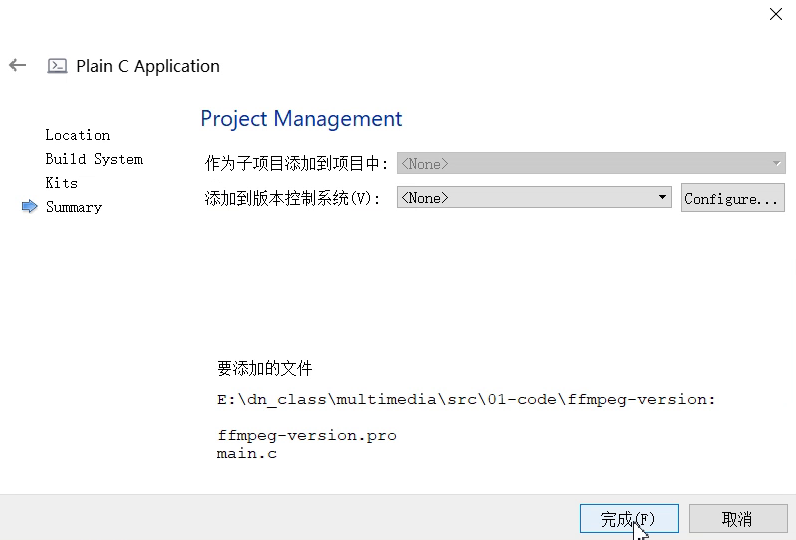 Plain C Application
Project Management
Location
Build System
Kits
Summary
作为子项目添加到项目中: <None>
添加到版本控制系统(V): <None> Configure...
要添加的文件
E:\dn_class\multimedia\src\01-code\ffmpeg-version:
ffmpeg-version.pro
main.c
完成(F) 取消